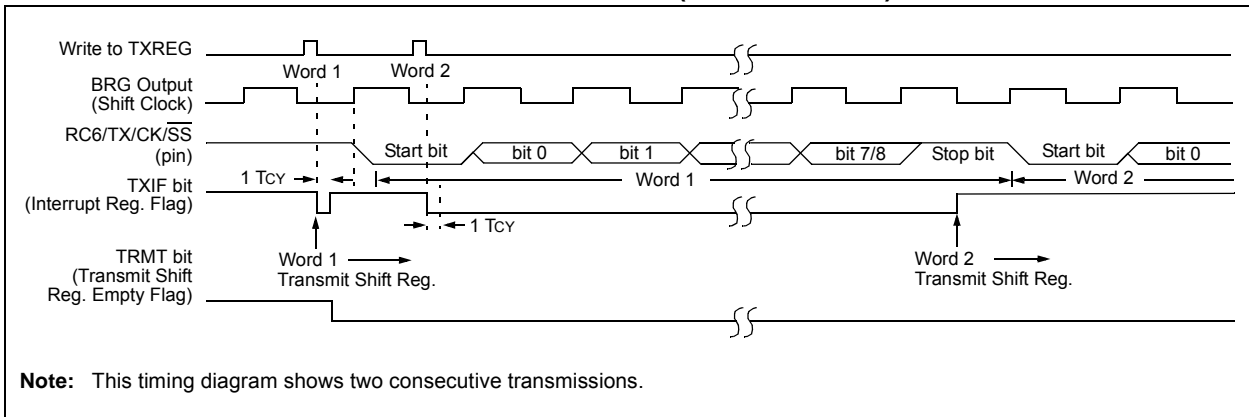 Write to TXREG
Word 1
Word 2
BRG Output
(Shift Clock)
RC6/TX/CK/SS
(pin)
Start bit
bit 0
bit 1
bit 7/8
Stop bit
Start bit
bit 0
1 TCY
Word 1
Word 2
TXIF bit
(Interrupt Reg. Flag)
1 TCY
TRMT bit
(Transmit Shift
Reg. Empty Flag)
Word 1
Transmit Shift Reg.
Word 2
Transmit Shift Reg.
Note: This timing diagram shows two consecutive transmissions.